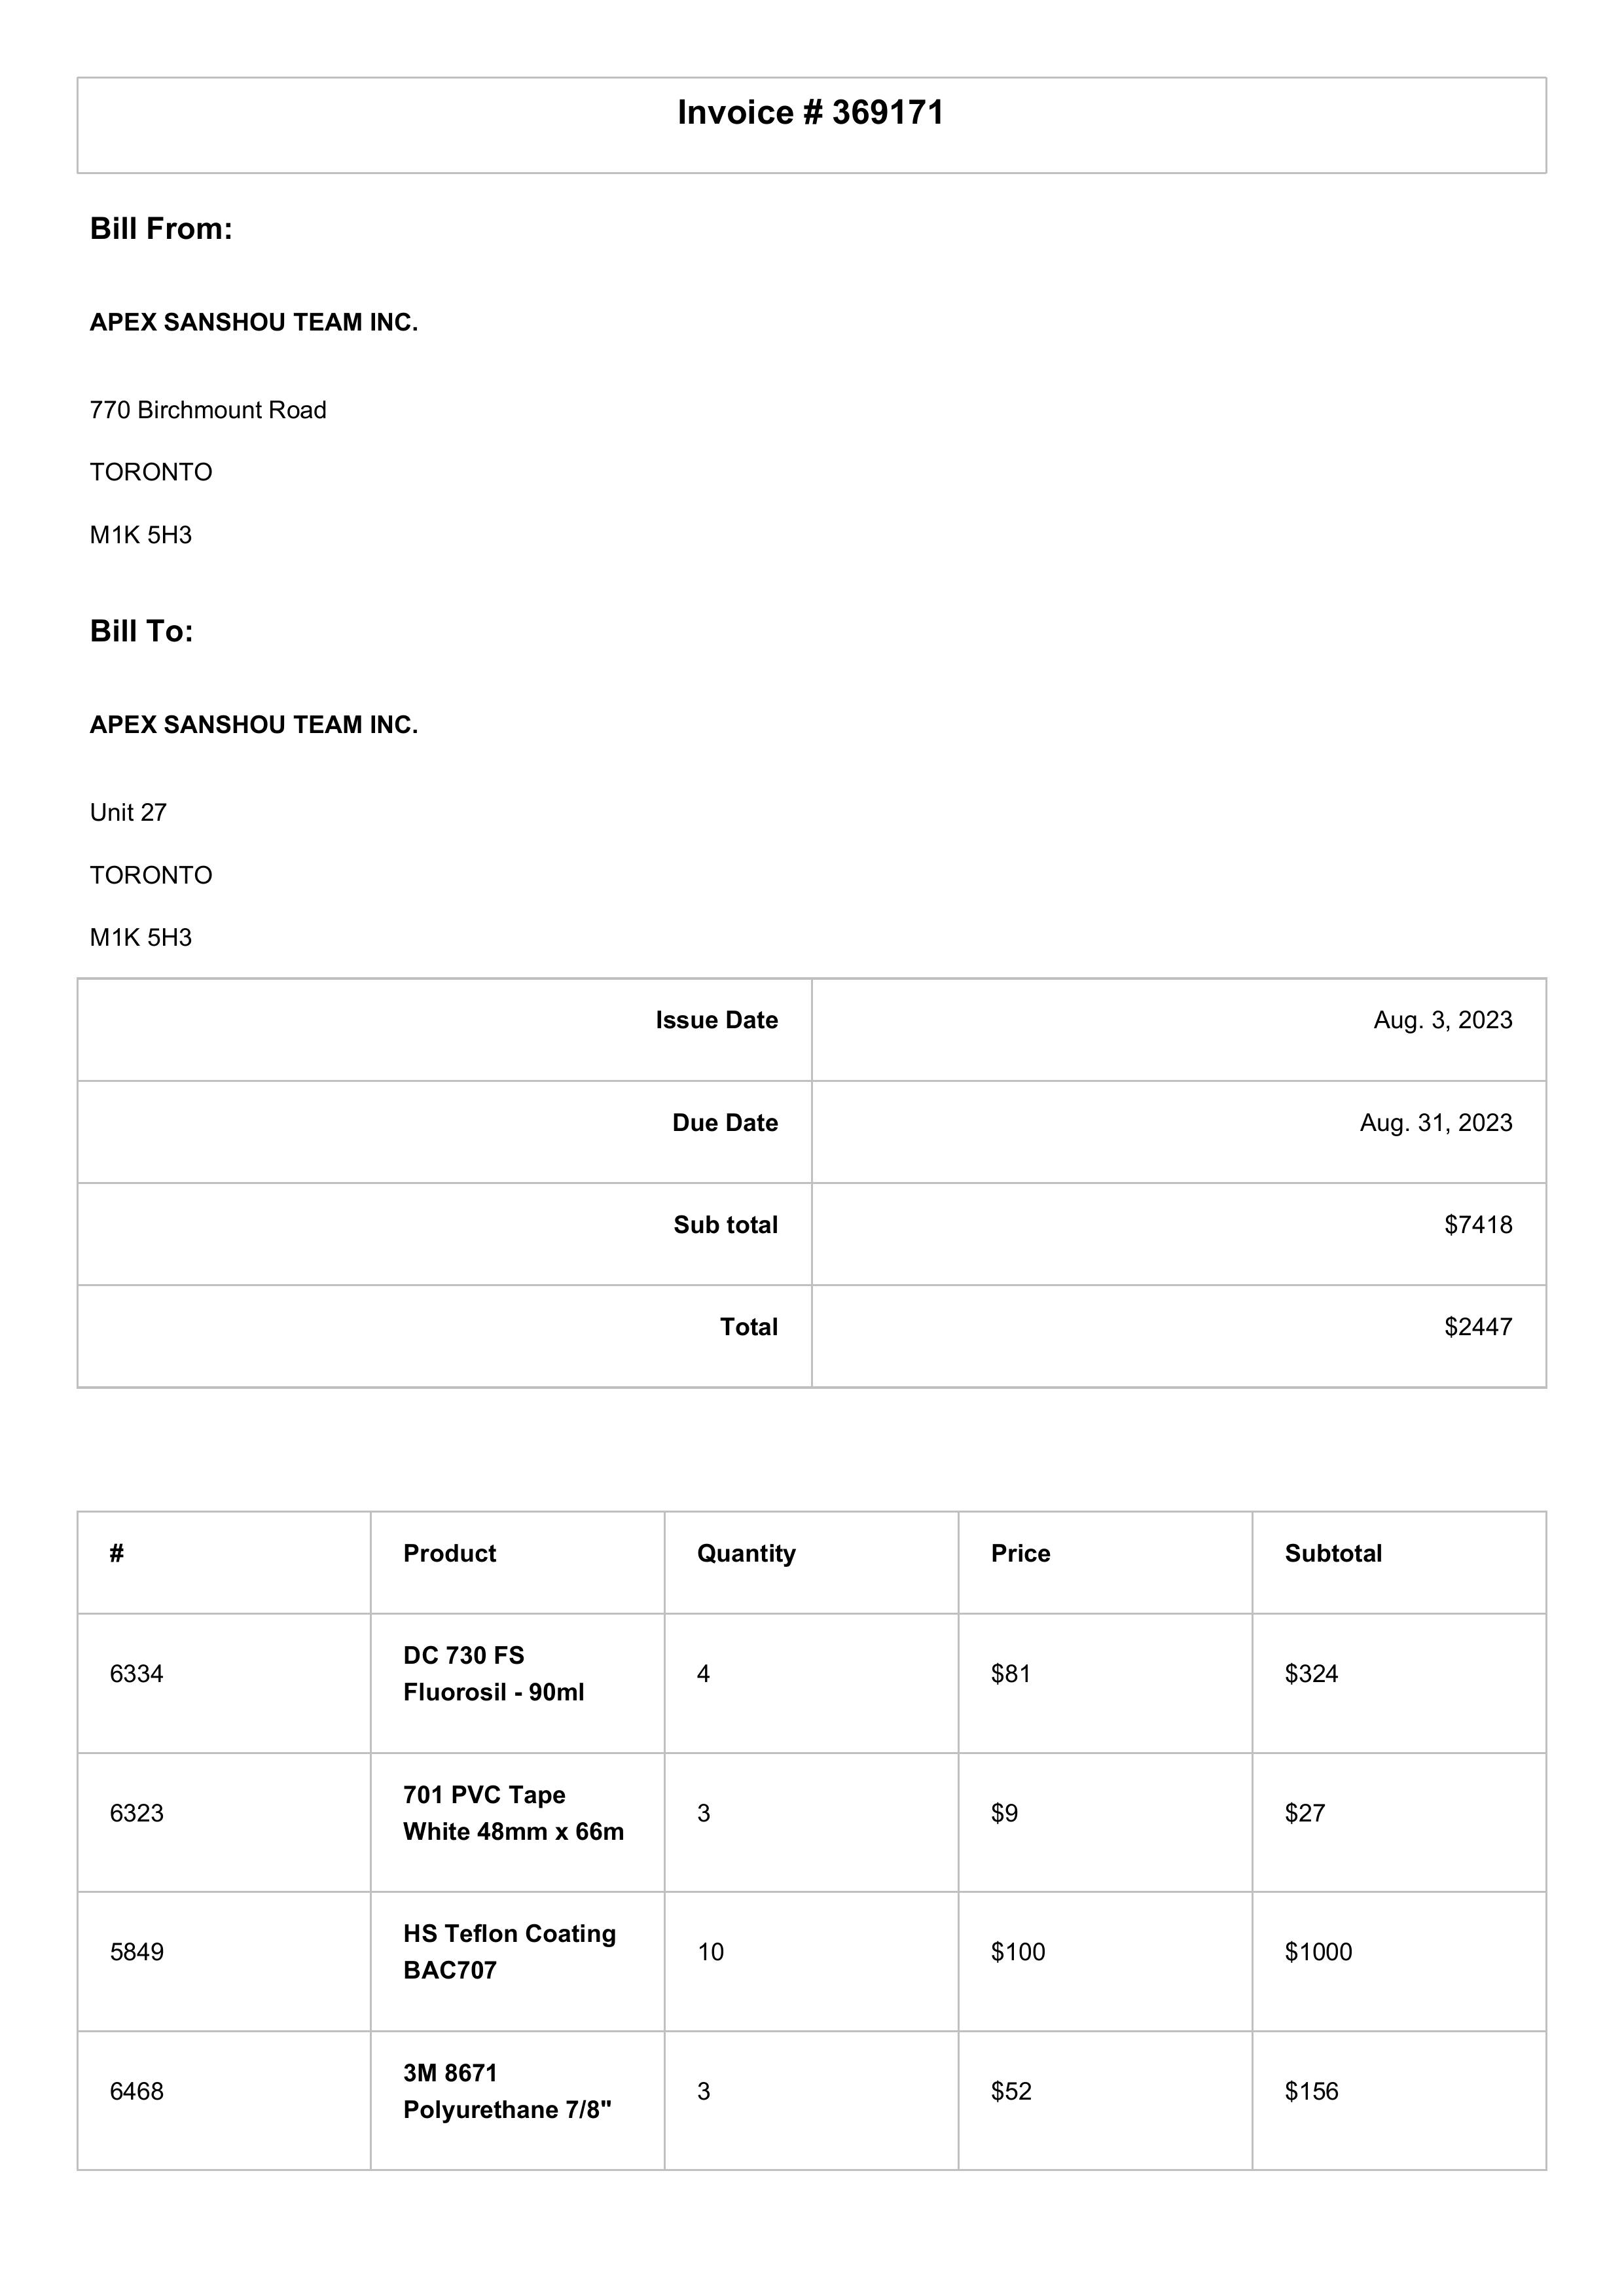 Invoice # 369171
Bill From:
APEX SANSHOU TEAM INC.
770 Birchmount Road
TORONTO
M1K 5H3
Bill To:
APEX SANSHOU TEAM INC.
Unit 27
TORONTO
M1K 5H3
Issue Date Aug. 3, 2023
Due Date Aug. 31, 2023
Sub total $7418
Total $2447
# Product Quantity Price Subtotal
6334 DC 730 FS Fluorosil - 90ml 4 $81 $324
6323 701 PVC Tape White 48mm x 66m 3 $9 $27
5849 HS Teflon Coating BAC707 10 $100 $1000
6468 3M 8671 Polyurethane 7/8" 3 $52 $156